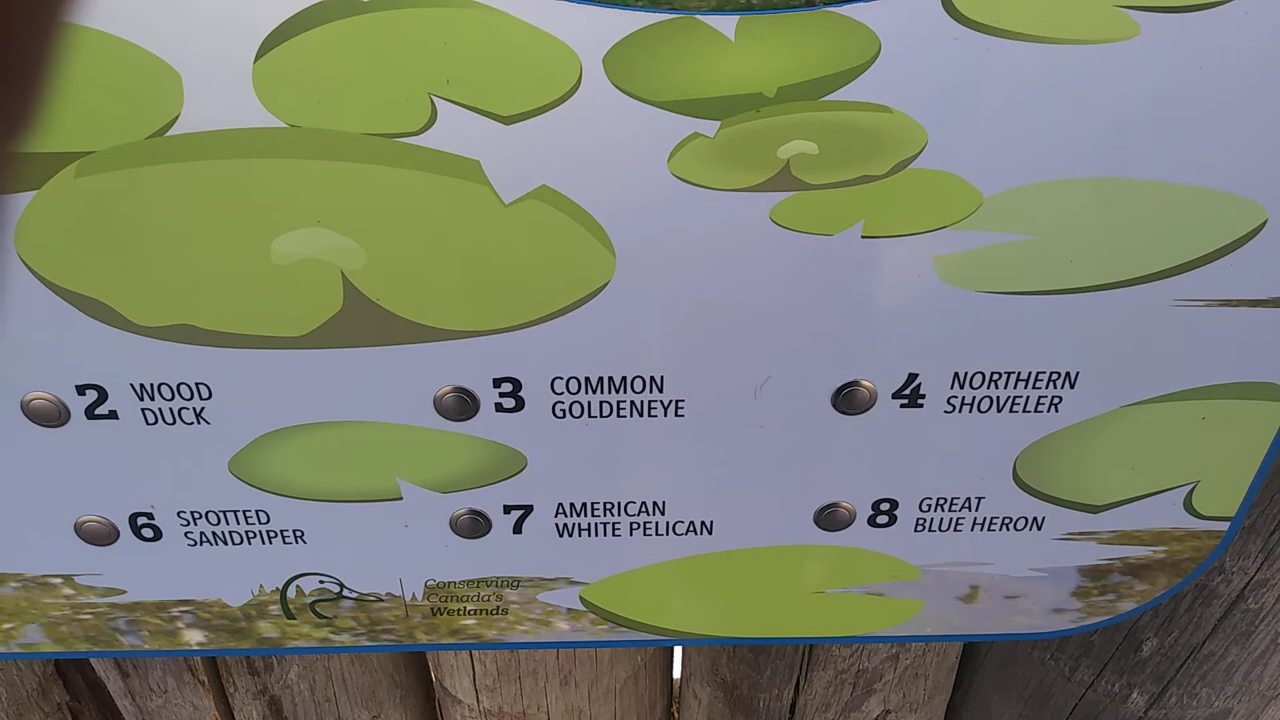 2 WOOD DUCK
3 COMMON GOLDENEYE
4 NORTHERN SHOVELER
6 SPOTTED SANDPIPER
7 AMERICAN WHITE PELICAN
8 GREAT BLUE HERON
Conserving
Canada's
Wetlands